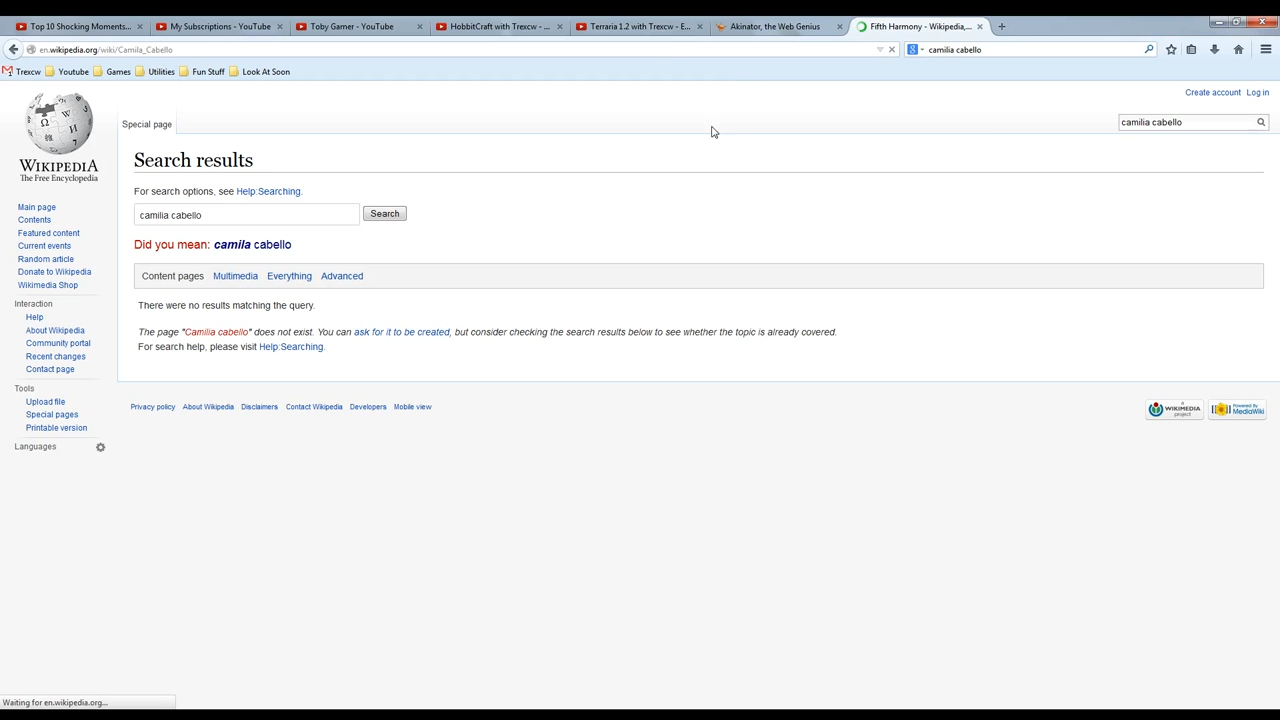 Top 10 Shocking Moments...
My Subscriptions - YouTube
Toby Gamer - YouTube
HobbitCraft with Trexcw - ...
Terraria 1.2 with Trexcw - E...
Akinator, the Web Genius
Fifth Harmony - Wikipedia,...
en.wikipedia.org/wiki/Camila_Cabello
camilia cabello
Trexcw Youtube Games Utilities Fun Stuff Look At Soon
Create account Log in
Special page
camilia cabello
WIKIPEDIA
The Free Encyclopedia
Main page
Contents
Featured content
Current events
Random article
Donate to Wikipedia
Wikimedia Shop
Interaction
Help
About Wikipedia
Community portal
Recent changes
Contact page
Tools
Upload file
Special pages
Printable version
Languages
Search results
For search options, see Help:Searching.
camilia cabello Search
Did you mean: camila cabello
Content pages Multimedia Everything Advanced
There were no results matching the query.
The page "Camilia cabello" does not exist. You can ask for it to be created, but consider checking the search results below to see whether the topic is already covered.
For search help, please visit Help:Searching.
Privacy policy About Wikipedia Disclaimers Contact Wikipedia Developers Mobile view
A WIKIMEDIA project
Powered By MediaWiki
Waiting for en.wikipedia.org...